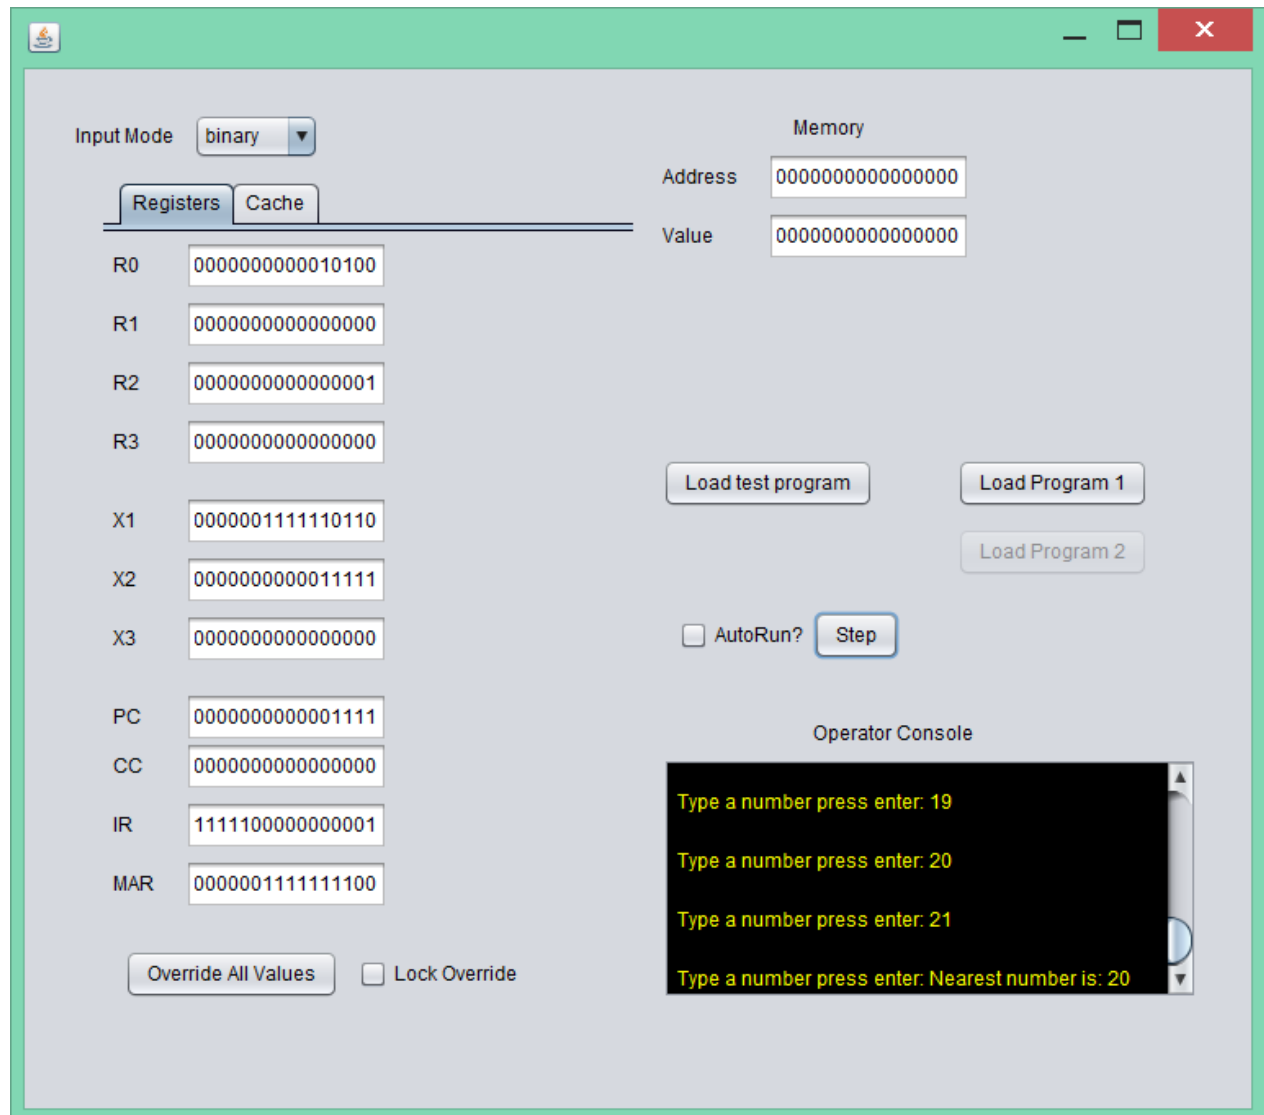 Input Mode binary
Registers Cache
R0 0000000000010100
R1 0000000000000000
R2 0000000000000001
R3 0000000000000000
X1 0000001111110110
X2 0000000000011111
X3 0000000000000000
PC 0000000000001111
CC 0000000000000000
IR 1111100000000001
MAR 0000001111111100
Override All Values Lock Override
Memory
Address 0000000000000000
Value 0000000000000000
Load test program Load Program 1
Load Program 2
AutoRun? Step
Operator Console
Type a number press enter: 19
Type a number press enter: 20
Type a number press enter: 21
Type a number press enter: Nearest number is: 20